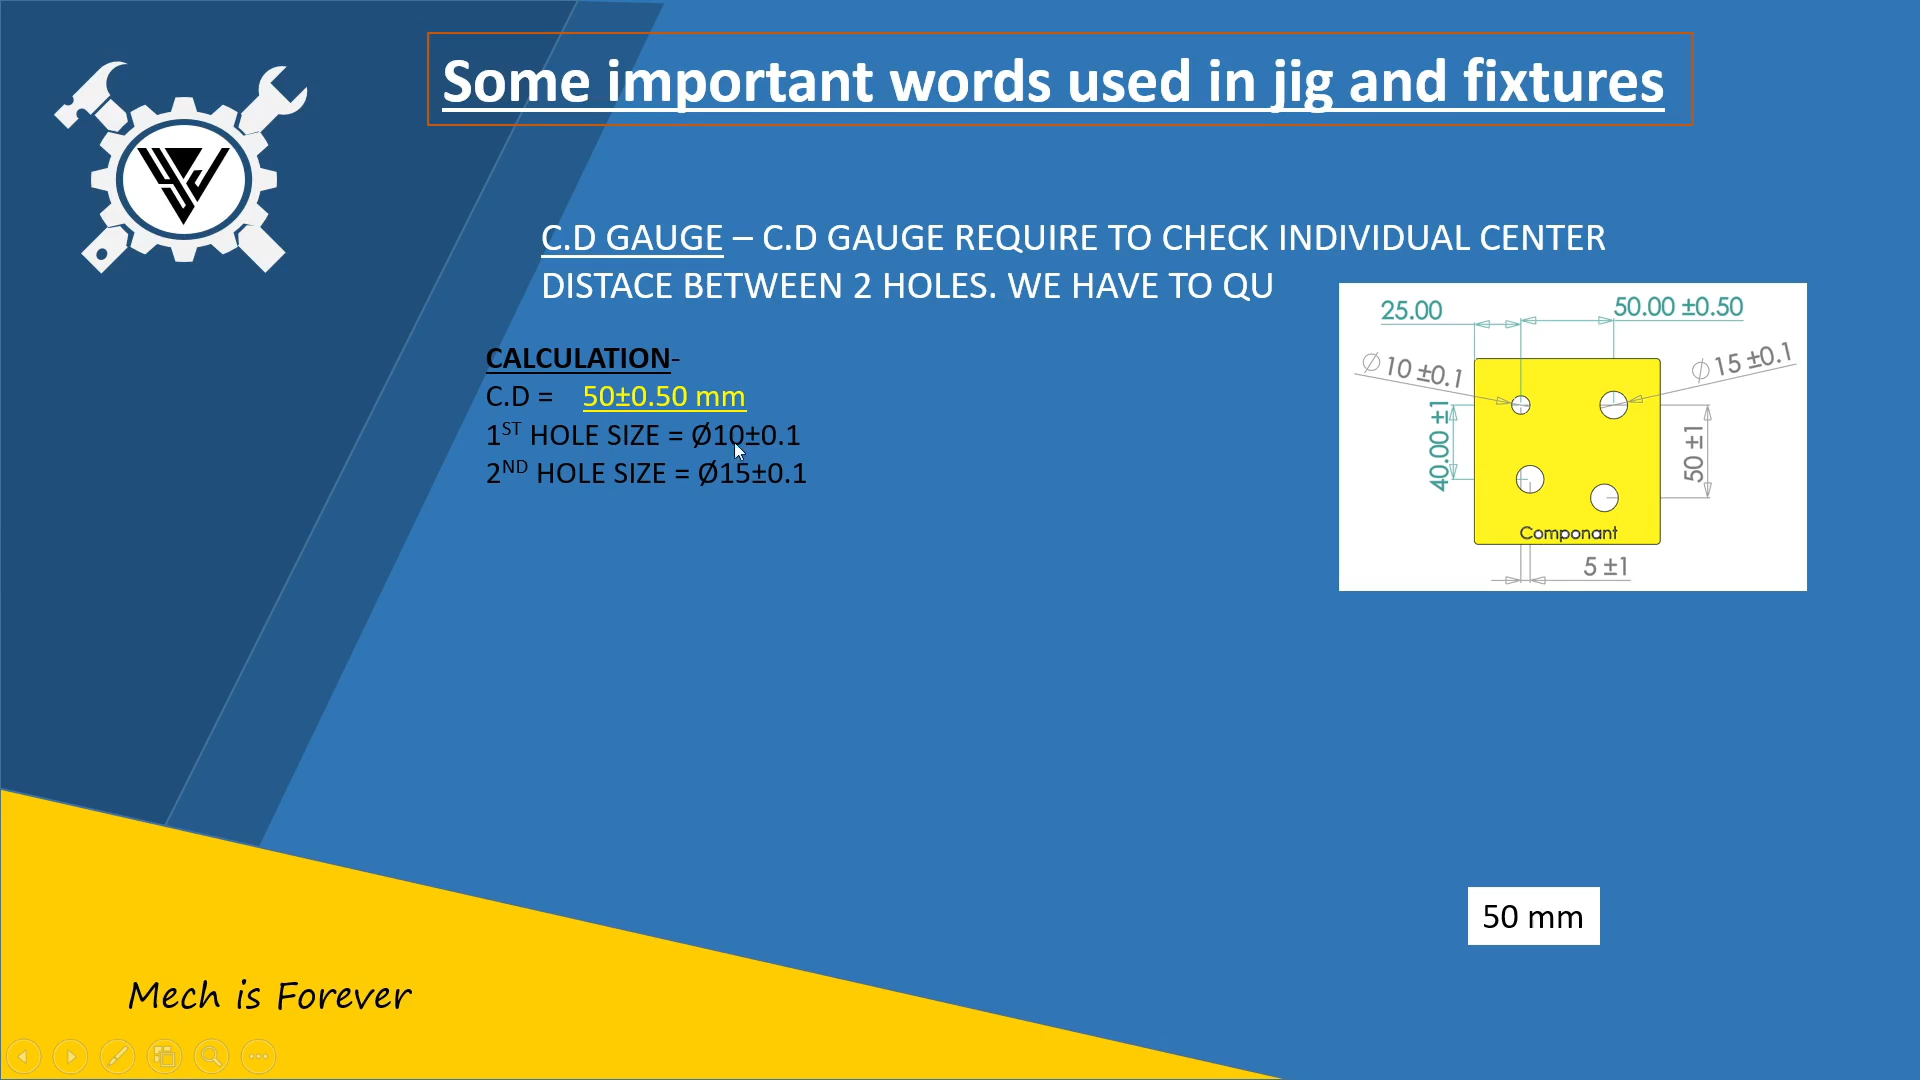 Some important words used in jig and fixtures
C.D GAUGE – C.D GAUGE REQUIRE TO CHECK INDIVIDUAL CENTER
DISTACE BETWEEN 2 HOLES. WE HAVE TO QU
CALCULATION-
C.D = 50±0.50 mm
1ST HOLE SIZE = Ø10±0.1
2ND HOLE SIZE = Ø15±0.1
25.00
50.00 ±0.50
Ø 10 ±0.1
Ø 15 ±0.1
40.00 ±1
50 ±1
Componant
5 ±1
50 mm
Mech is Forever